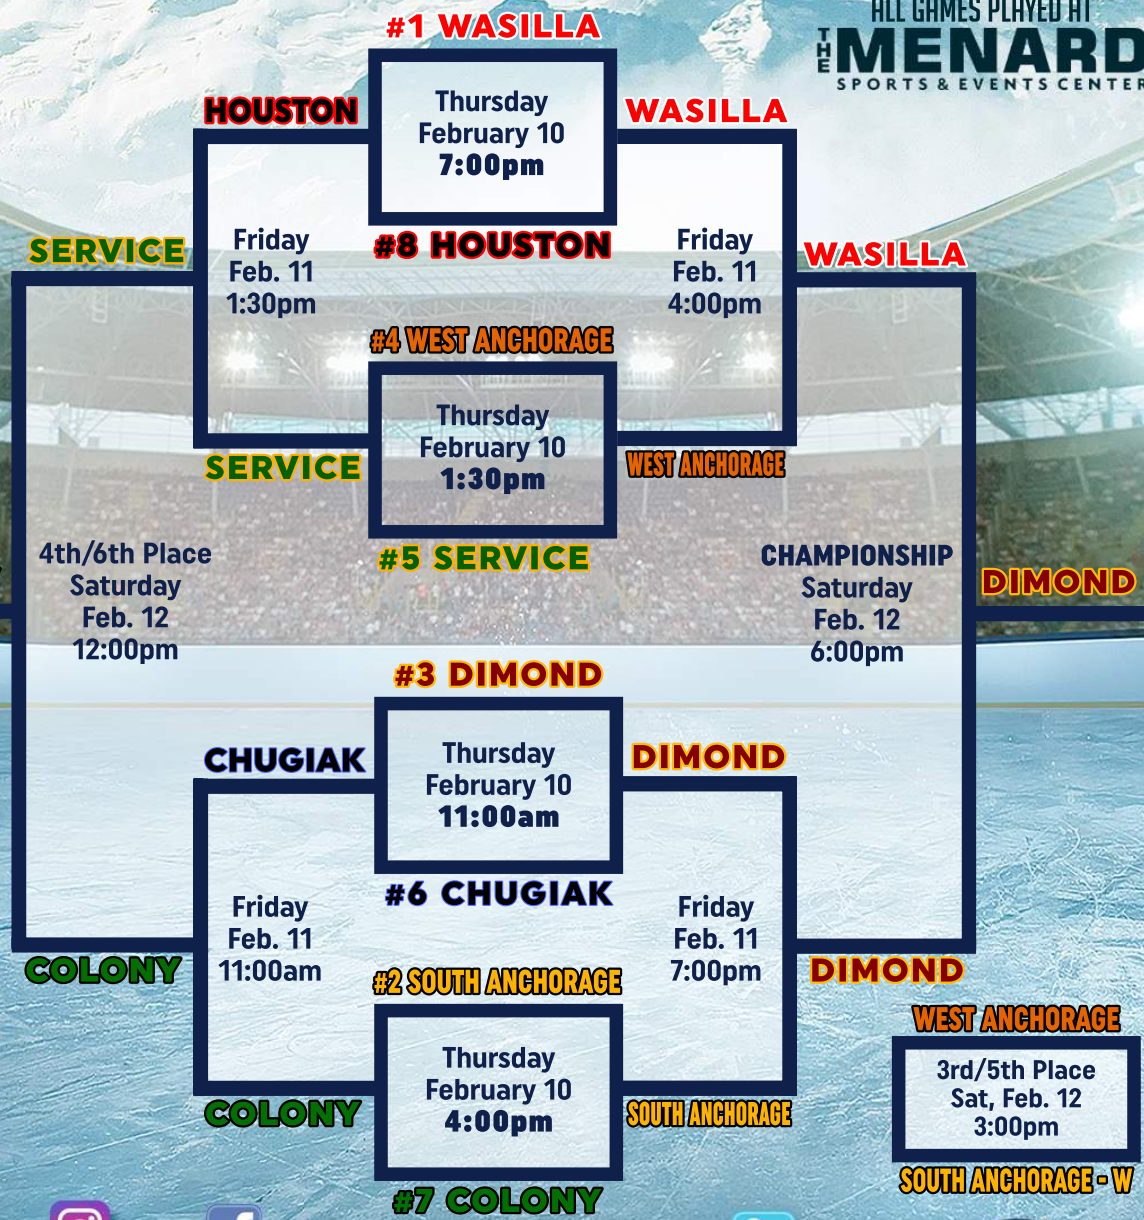 ALL GAMES PLAYED AT
THE MENARD
SPORTS & EVENTS CENTER
#1 WASILLA
Thursday
February 10
7:00pm
#8 HOUSTON
HOUSTON
WASILLA
Friday
Feb. 11
1:30pm
Friday
Feb. 11
4:00pm
SERVICE
WASILLA
#4 WEST ANCHORAGE
Thursday
February 10
1:30pm
#5 SERVICE
SERVICE
WEST ANCHORAGE
4th/6th Place
Saturday
Feb. 12
12:00pm
CHAMPIONSHIP
Saturday
Feb. 12
6:00pm
DIMOND
#3 DIMOND
Thursday
February 10
11:00am
#6 CHUGIAK
CHUGIAK
DIMOND
Friday
Feb. 11
11:00am
Friday
Feb. 11
7:00pm
COLONY
DIMOND
#2 SOUTH ANCHORAGE
Thursday
February 10
4:00pm
#7 COLONY
COLONY
SOUTH ANCHORAGE
WEST ANCHORAGE
3rd/5th Place
Sat, Feb. 12
3:00pm
SOUTH ANCHORAGE - W